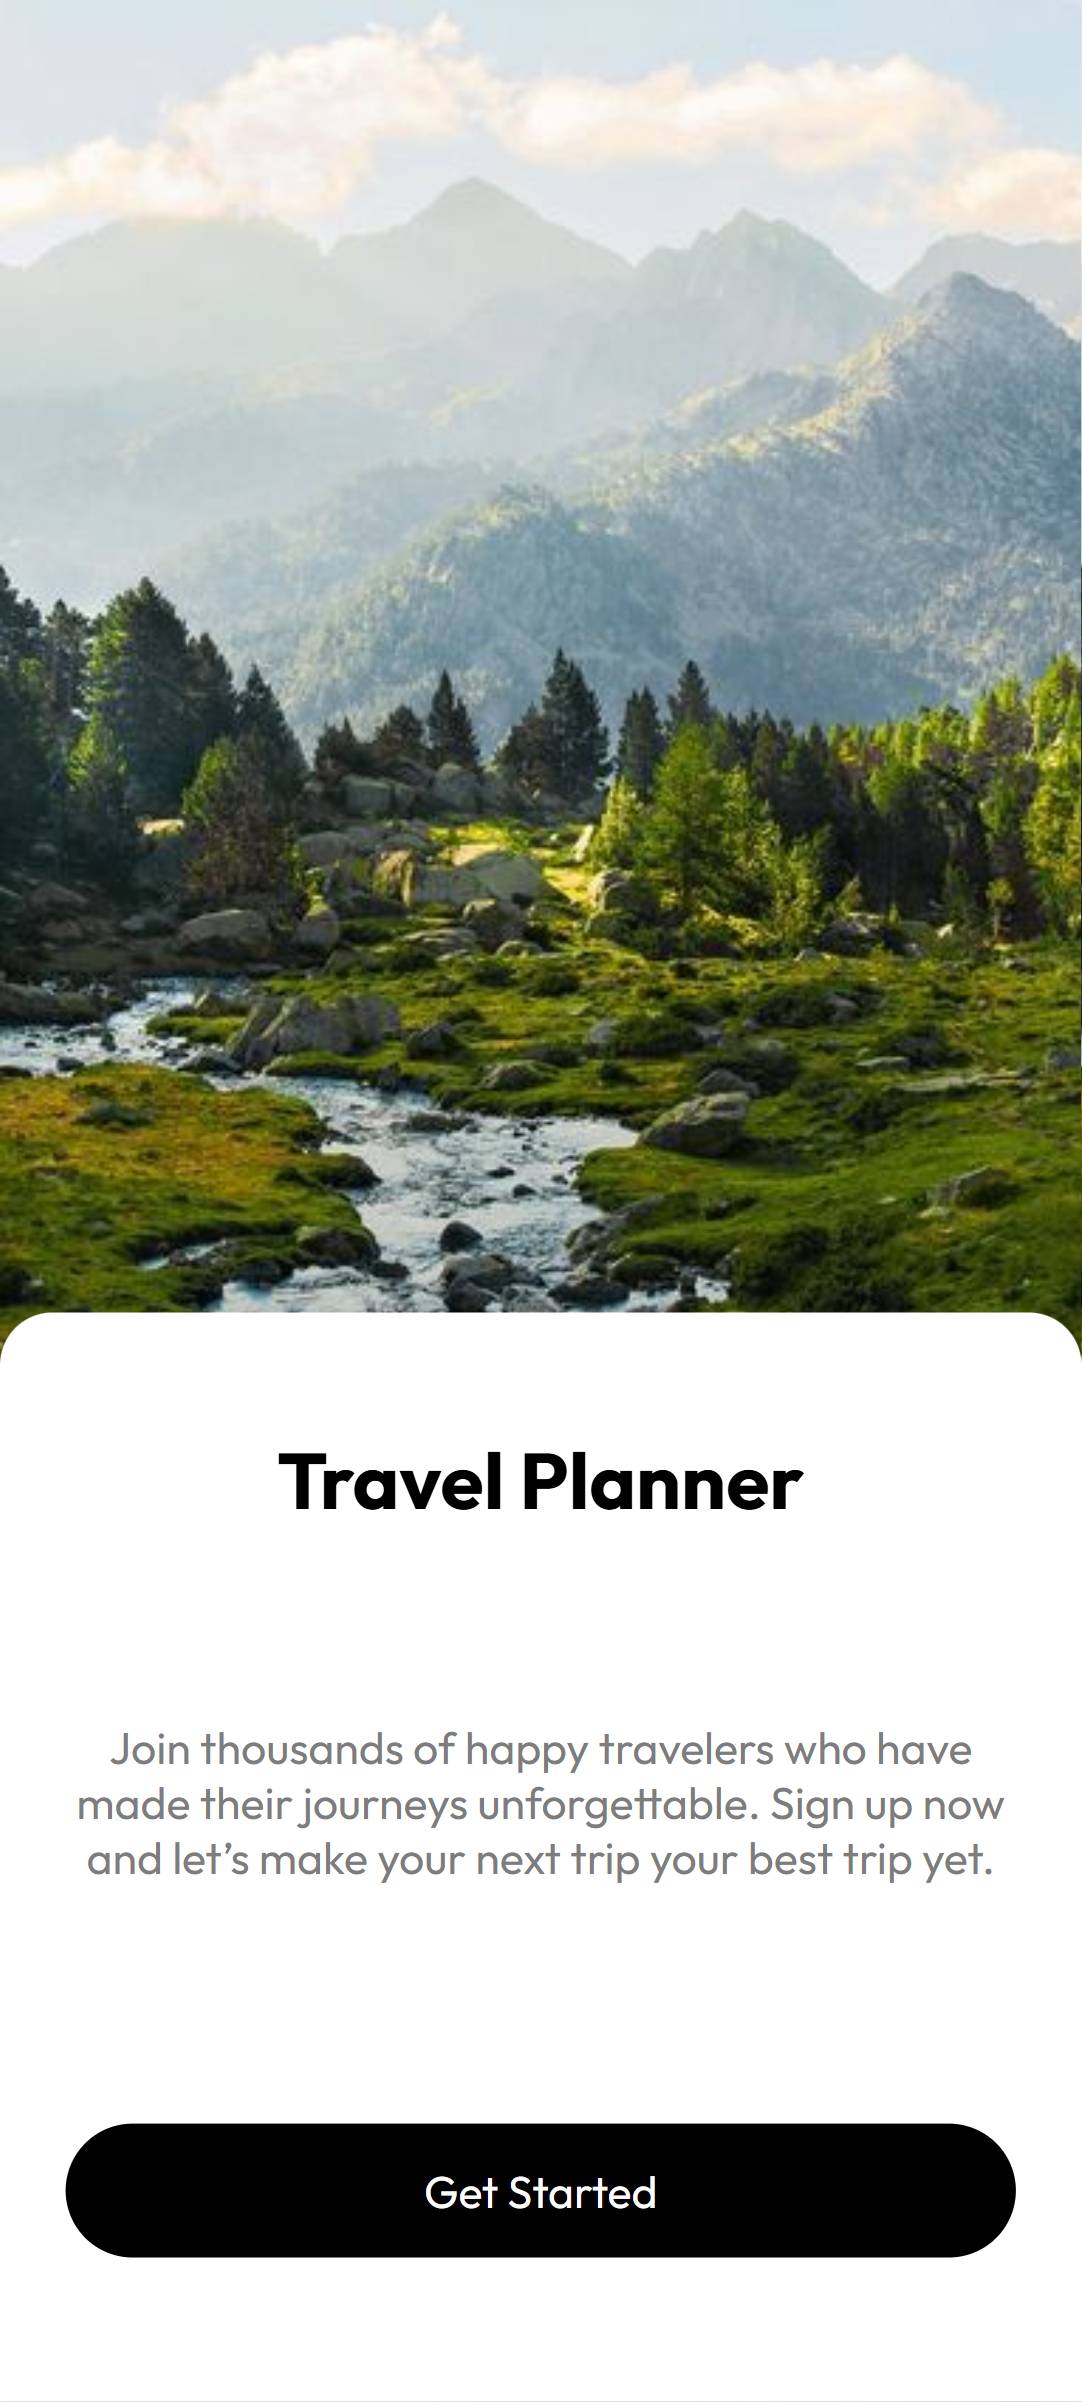 Travel Planner
Join thousands of happy travelers who have
made their journeys unforgettable. Sign up now
and let’s make your next trip your best trip yet.
Get Started